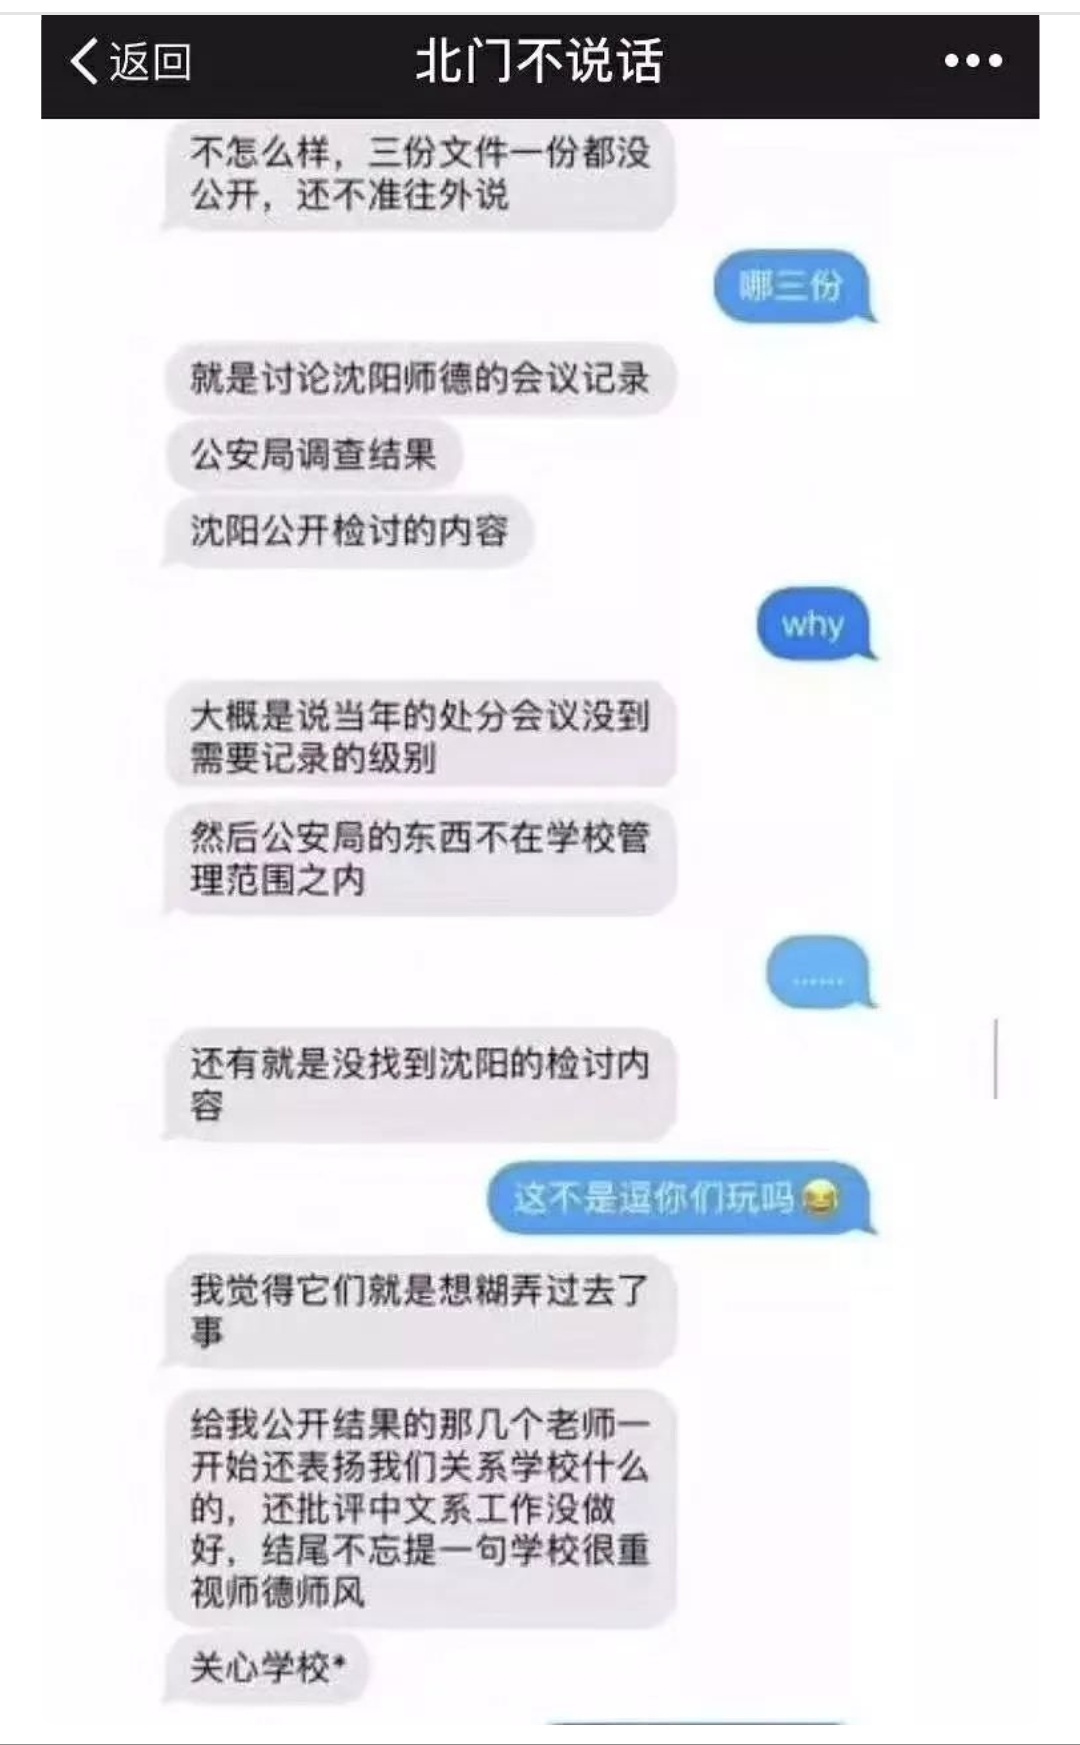 返回
北门不说话
不怎么样，三份文件一份都没
公开，还不准往外说
哪三份
就是讨论沈阳师德的会议记录
公安局调查结果
沈阳公开检讨的内容
why
大概是说当年的处分会议没到
需要记录的级别
然后公安局的东西不在学校管
理范围之内
......
还有就是没找到沈阳的检讨内
容
这不是逗你们玩吗😂
我觉得它们就是想糊弄过去了
事
给我公开结果的那几个老师一
开始还表扬我们关系学校什么
的，还批评中文系工作没做
好，结尾不忘提一句学校很重
视师德师风
关心学校*